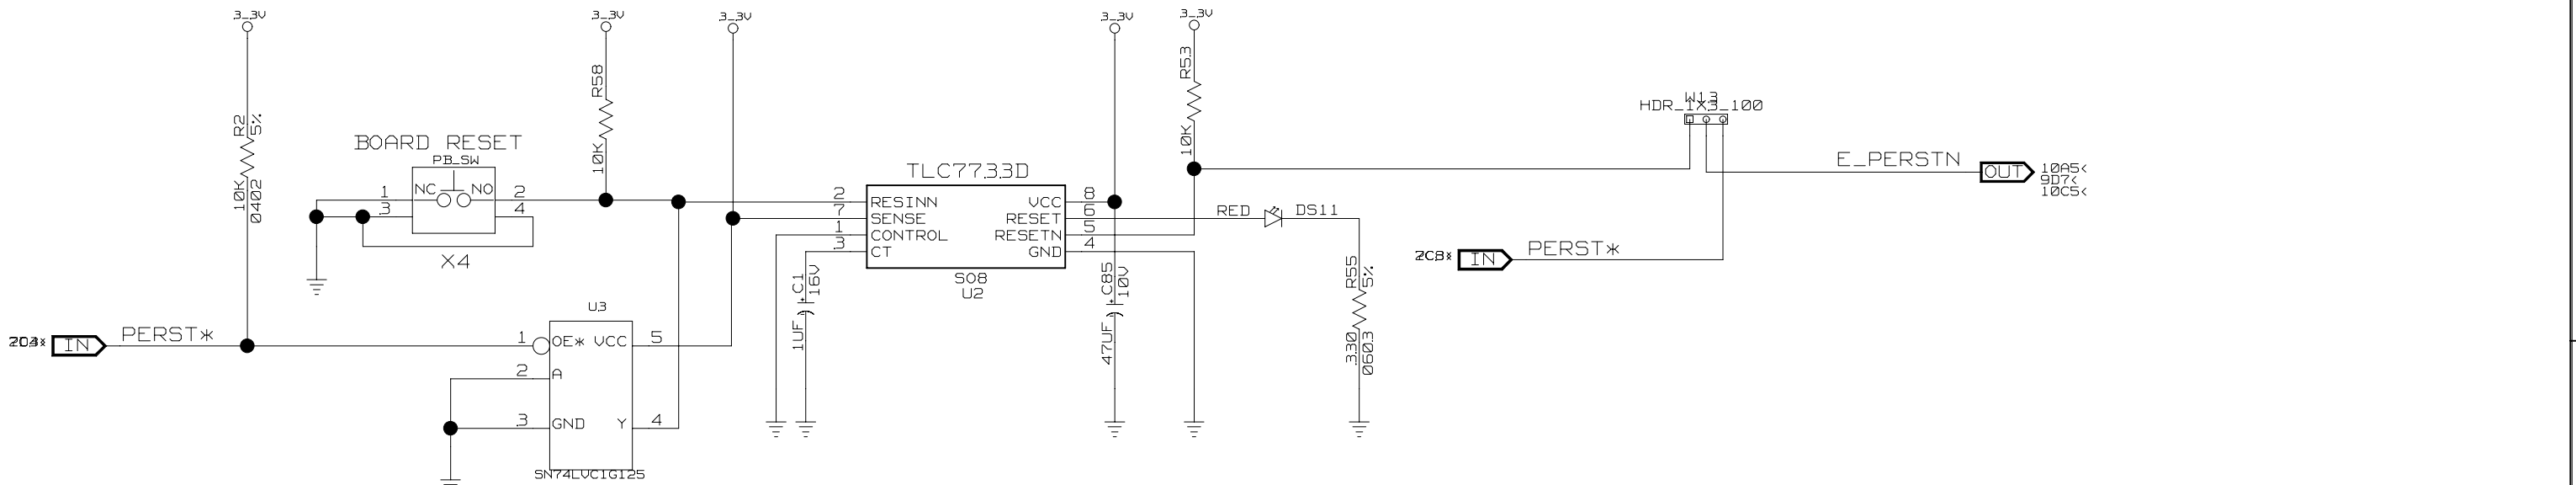 3_3V
3_3V
3_3V
3_3V
3_3V
R2
5%
10K
0402
BOARD RESET
PB_SW
NC
NO
1
3
2
4
X4
R58
10K
TLC7733D
2 RESINN
7 SENSE
1 CONTROL
3 CT
VCC 8
RESET 6
RESETN 5
GND 4
SO8
U2
R53
10K
RED
DS11
W13
HDR_1X3_100
E_PERSTN
OUT
10A5<
9D7<
10C5<
IN
PERST*
C1
16V
1UF
C85
10V
47UF
R55
5%
330
0603
U3
IN
PERST*
1 OE* VCC 5
2 A
3 GND Y 4
SN74LVC1G125